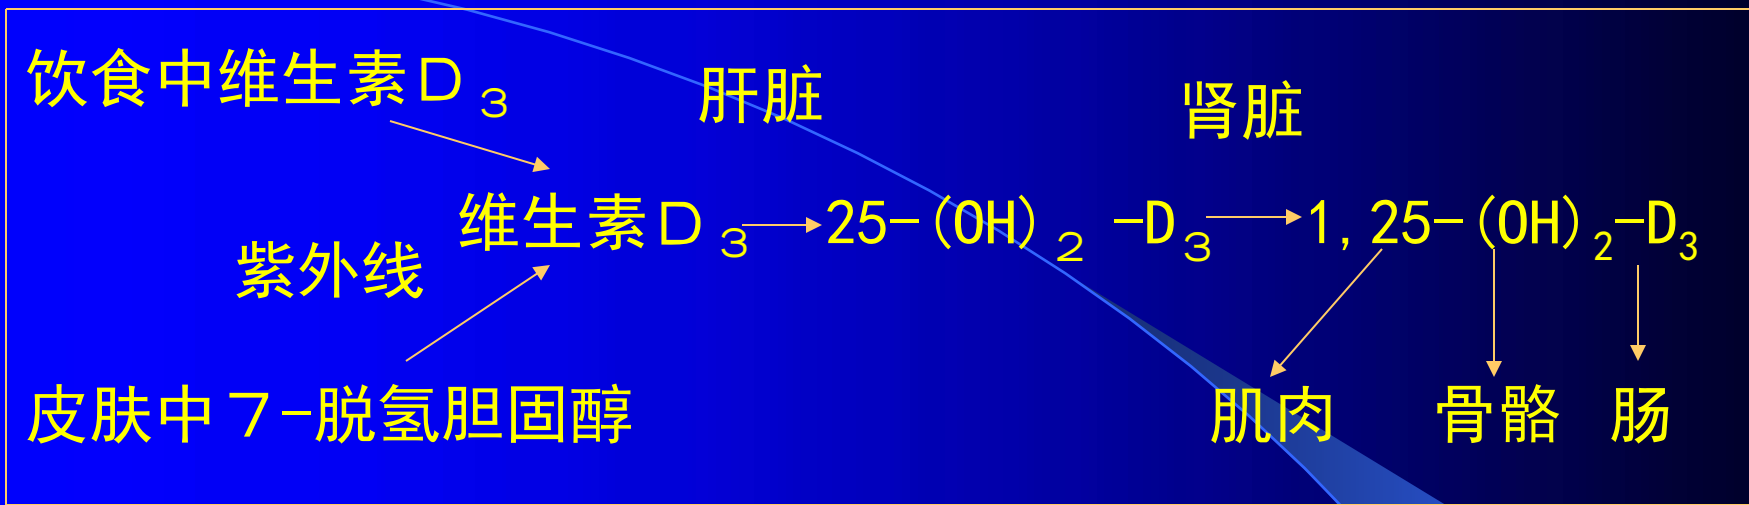 饮食中维生素Ｄ３
肝脏
肾脏
维生素Ｄ３
25-(OH)2 -D3
1,25-(OH)2-D3
紫外线
皮肤中７-脱氢胆固醇
肌肉
骨骼
肠